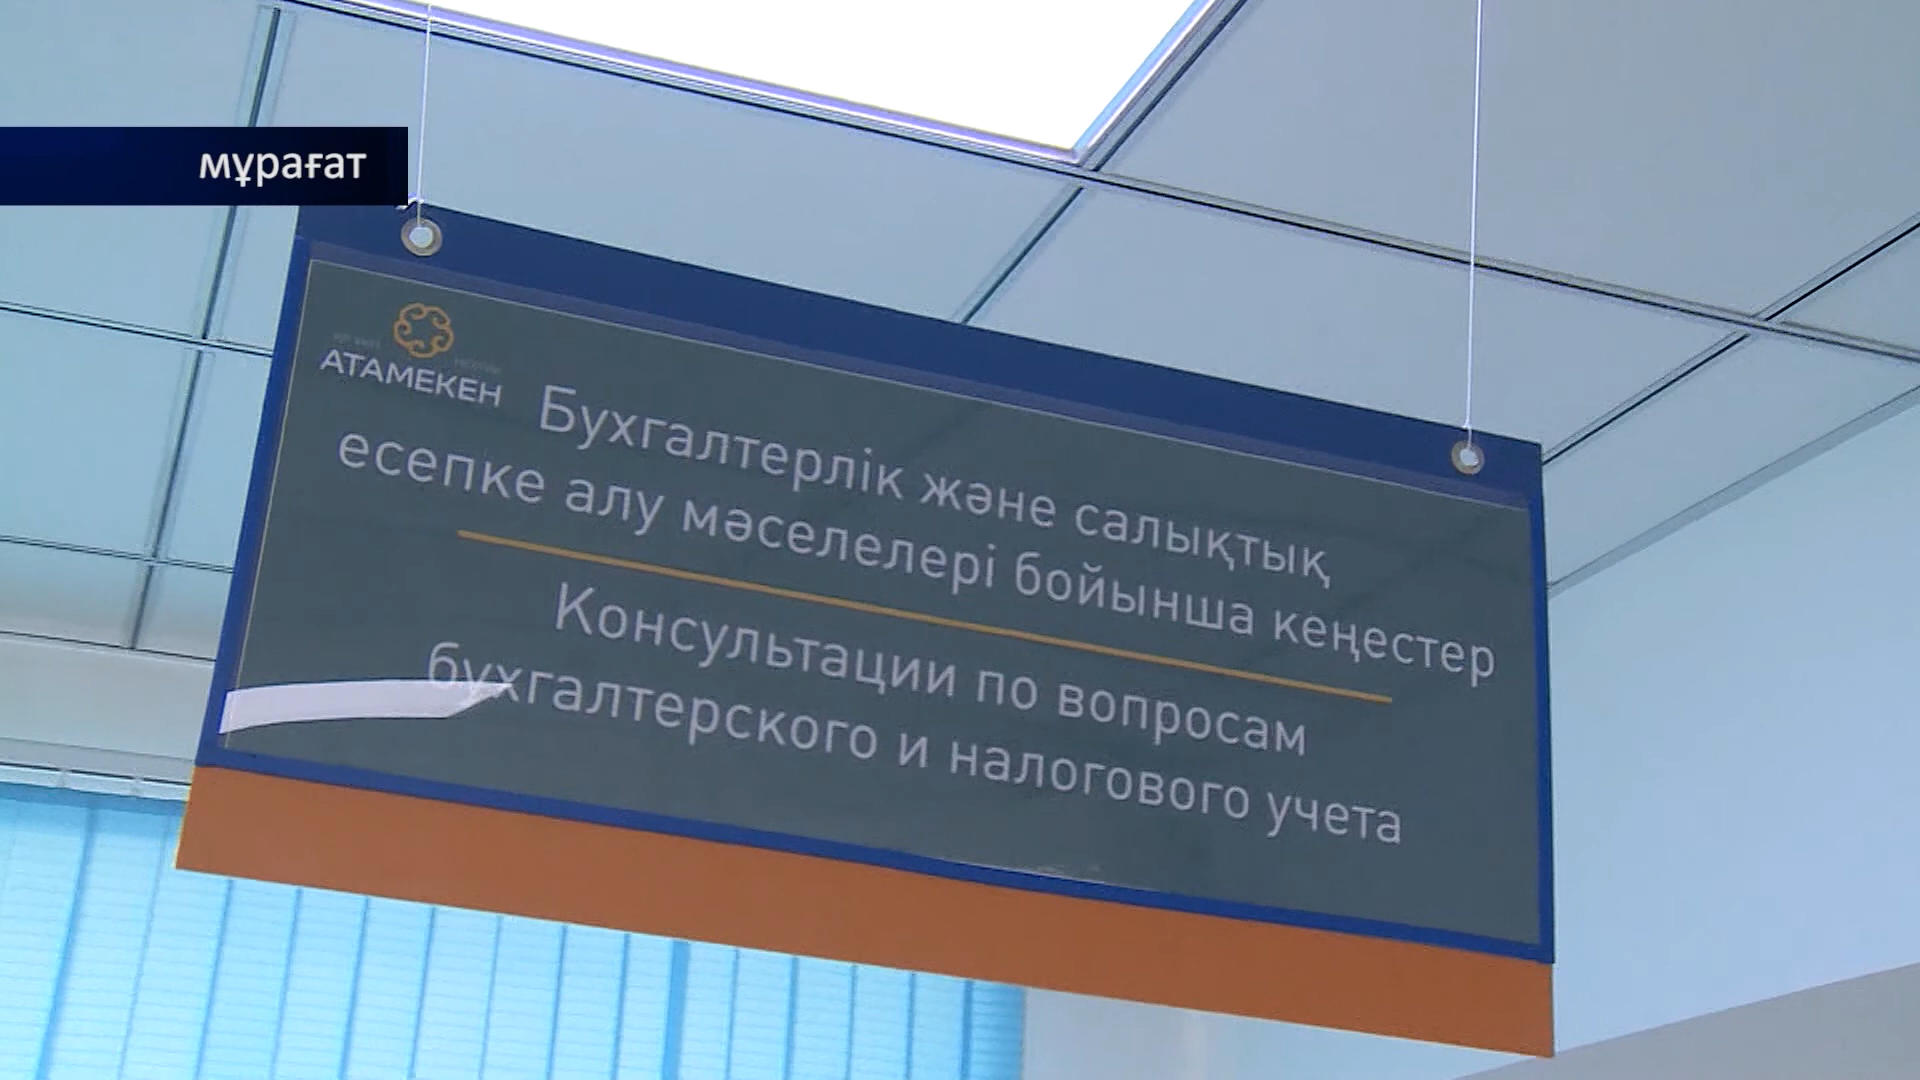 мұрағат
АТАМЕКЕН
Бухгалтерлік және салықтық
есепке алу мәселелері бойынша кеңестер
Консультации по вопросам
бухгалтерского и налогового учета